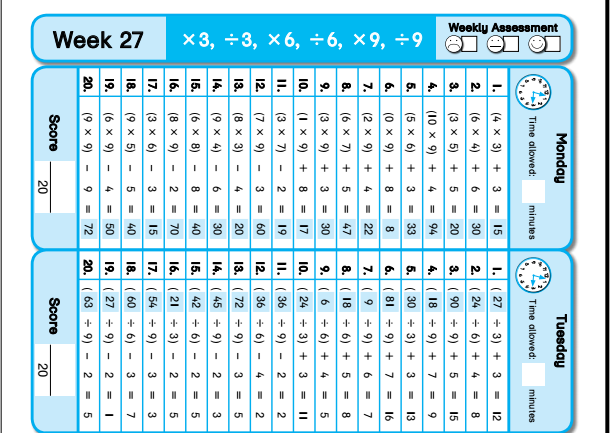 Week 27
×3, ÷3, ×6, ÷6, ×9, ÷9
Weekly Assessment
Monday
Time allowed: minutes
1. (4 × 3) + 3 = 15
2. (6 × 4) + 6 = 30
3. (3 × 5) + 5 = 20
4. (10 × 9) + 4 = 94
5. (5 × 6) + 3 = 33
6. (0 × 9) + 8 = 8
7. (2 × 9) + 4 = 22
8. (6 × 7) + 5 = 47
9. (3 × 9) + 3 = 30
10. (1 × 9) + 8 = 17
11. (3 × 7) − 2 = 19
12. (7 × 9) − 3 = 60
13. (8 × 3) − 4 = 20
14. (9 × 4) − 6 = 30
15. (6 × 8) − 8 = 40
16. (8 × 9) − 2 = 70
17. (3 × 6) − 3 = 15
18. (9 × 5) − 5 = 40
19. (6 × 9) − 4 = 50
20. (9 × 9) − 9 = 72
Score 20
Tuesday
Time allowed: minutes
1. ( 27 ÷ 3) + 3 = 12
2. ( 24 ÷ 6) + 4 = 8
3. ( 90 ÷ 9) + 5 = 15
4. ( 18 ÷ 9) + 7 = 9
5. ( 30 ÷ 3) + 3 = 13
6. ( 81 ÷ 9) + 7 = 16
7. ( 9 ÷ 9) + 6 = 7
8. ( 18 ÷ 6) + 5 = 8
9. ( 6 ÷ 6) + 4 = 5
10. ( 24 ÷ 3) + 3 = 11
11. ( 36 ÷ 9) − 2 = 2
12. ( 36 ÷ 6) − 4 = 2
13. ( 72 ÷ 9) − 3 = 5
14. ( 45 ÷ 9) − 2 = 3
15. ( 42 ÷ 6) − 2 = 5
16. ( 21 ÷ 3) − 2 = 5
17. ( 54 ÷ 9) − 3 = 3
18. ( 60 ÷ 6) − 3 = 7
19. ( 27 ÷ 9) − 2 = 1
20. ( 63 ÷ 9) − 2 = 5
Score 20